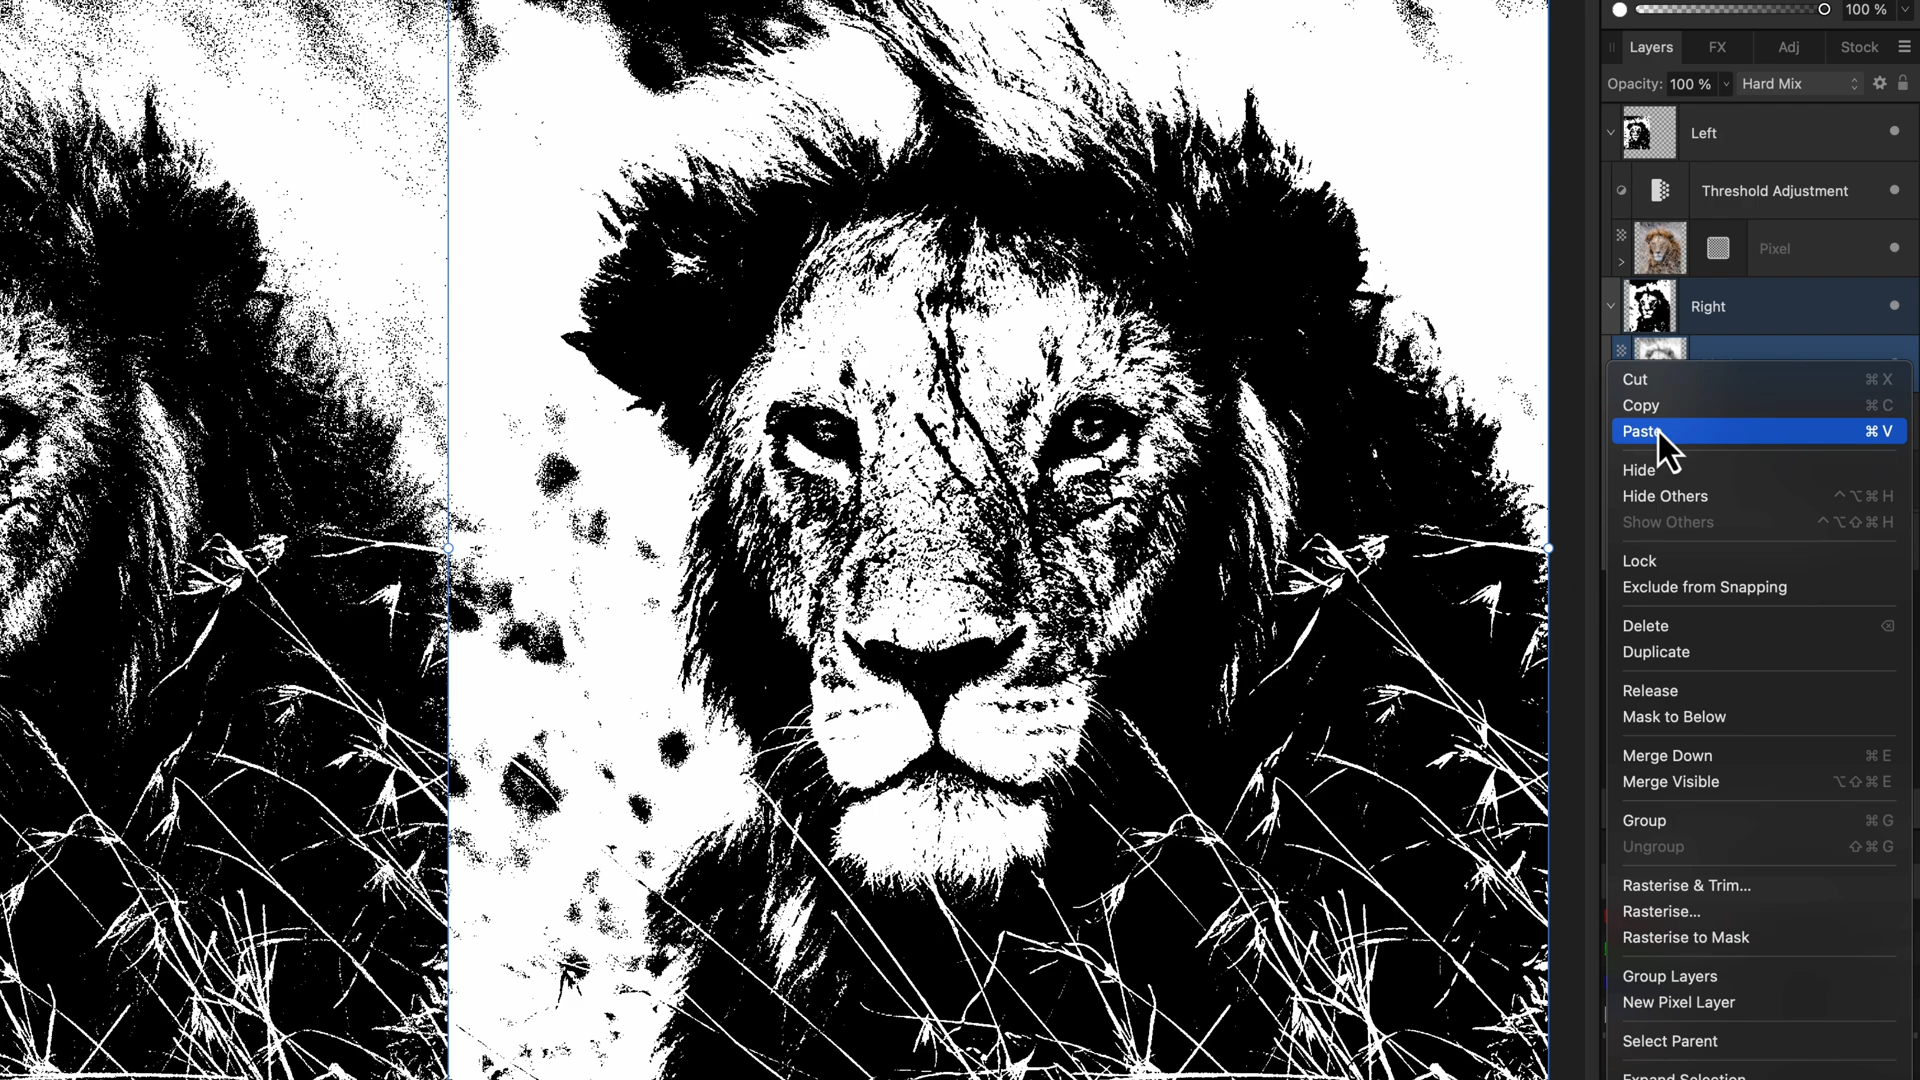 100 %
Layers FX Adj Stock
Opacity: 100 % Hard Mix
Left
Threshold Adjustment
Pixel
Right
Cut ⌘ X
Copy ⌘ C
Paste ⌘ V
Hide
Hide Others ^⌥⌘H
Show Others ^⌥⇧⌘H
Lock
Exclude from Snapping
Delete
Duplicate
Release
Mask to Below
Merge Down ⌘ E
Merge Visible ⌥⇧⌘E
Group ⌘ G
Ungroup ⇧⌘G
Rasterise & Trim...
Rasterise...
Rasterise to Mask
Group Layers
New Pixel Layer
Select Parent
Expand Selection